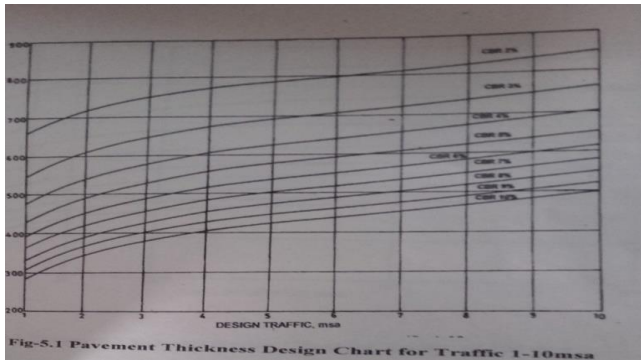 900
CBR 2%
800
CBR 3%
700
CBR 4%
CBR 5%
600
CBR 6%
CBR 7%
CBR 8%
500
CBR 9%
CBR 10%
400
300
200
1 2 3 4 5 6 7 8 9 10
DESIGN TRAFFIC, msa
Fig-5.1 Pavement Thickness Design Chart for Traffic 1-10msa